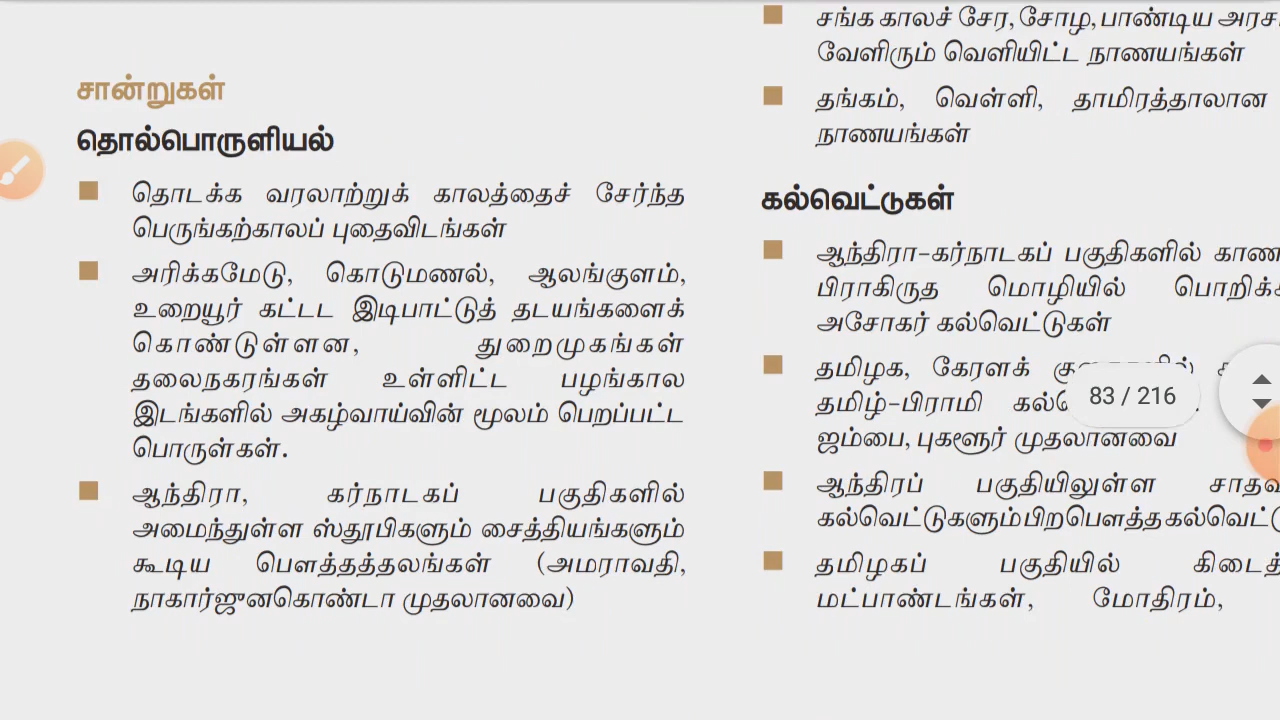 சான்றுகள்
தொல்பொருளியல்
தொடக்க வரலாற்றுக் காலத்தைச் சேர்ந்த
பெருங்கற்காலப் புதைவிடங்கள்
அரிக்கமேடு, கொடுமணல், ஆலங்குளம்,
உறையூர் கட்டட இடிபாட்டுத் தடயங்களைக்
கொண்டுள்ளன, துறைமுகங்கள்
தலைநகரங்கள் உள்ளிட்ட பழங்கால
இடங்களில் அகழ்வாய்வின் மூலம் பெறப்பட்ட
பொருள்கள்.
ஆந்திரா, கர்நாடகப் பகுதிகளில்
அமைந்துள்ள ஸ்தூபிகளும் சைத்தியங்களும்
கூடிய பௌத்தத்தலங்கள் (அமராவதி,
நாகார்ஜுனகொண்டா முதலானவை)
சங்க காலச் சேர, சோழ, பாண்டிய
வேளிரும் வெளியிட்ட நாணயங்கள்
தங்கம், வெள்ளி, தாமிரத்தாலான
நாணயங்கள்
கல்வெட்டுகள்
ஆந்திரா-கர்நாடகப் பகுதிகளில்
பிராகிருத மொழியில்
அசோகர் கல்வெட்டுகள்
தமிழக, கேரளக்
தமிழ்-பிராமி
ஜம்பை, புகளூர் முதலானவை
83 / 216
ஆந்திரப் பகுதியிலுள்ள
கல்வெட்டுகளும்பிறபௌத்த
தமிழகப் பகுதியில்
மட்பாண்டங்கள், மோதிரம்,